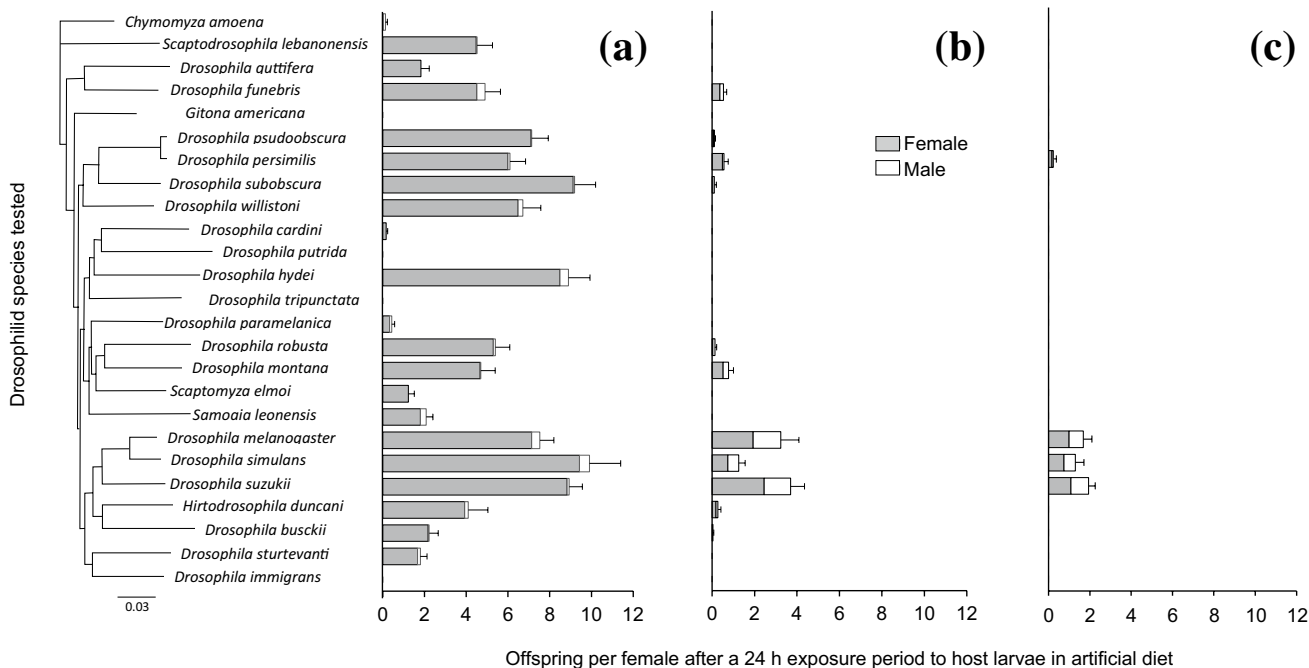 Drosophilid species tested
Chymomyza amoena
Scaptodrosophila lebanonensis
Drosophila guttifera
Drosophila funebris
Gitona americana
Drosophila psudoobscura
Drosophila persimilis
Drosophila subobscura
Drosophila willistoni
Drosophila cardini
Drosophila putrida
Drosophila hydei
Drosophila tripunctata
Drosophila paramelanica
Drosophila robusta
Drosophila montana
Scaptomyza elmoi
Samoaia leonensis
Drosophila melanogaster
Drosophila simulans
Drosophila suzukii
Hirtodrosophila duncani
Drosophila busckii
Drosophila sturtevanti
Drosophila immigrans
0.03
(a)
0 2 4 6 8 10 12
(b)
Female
Male
0 2 4 6 8 10 12
(c)
0 2 4 6 8 10 12
Offspring per female after a 24 h exposure period to host larvae in artificial diet